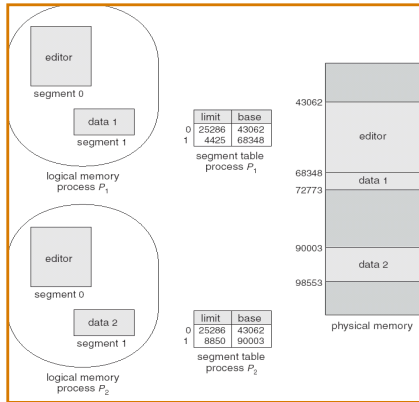 editor
segment 0
data 1
segment 1
logical memory
process P1
limit base
0 25286 43062
1 4425 68348
segment table
process P1
editor
segment 0
data 2
segment 1
logical memory
process P2
limit base
0 25286 43062
1 8850 90003
segment table
process P2
43062
editor
68348
data 1
72773
90003
data 2
98553
physical memory